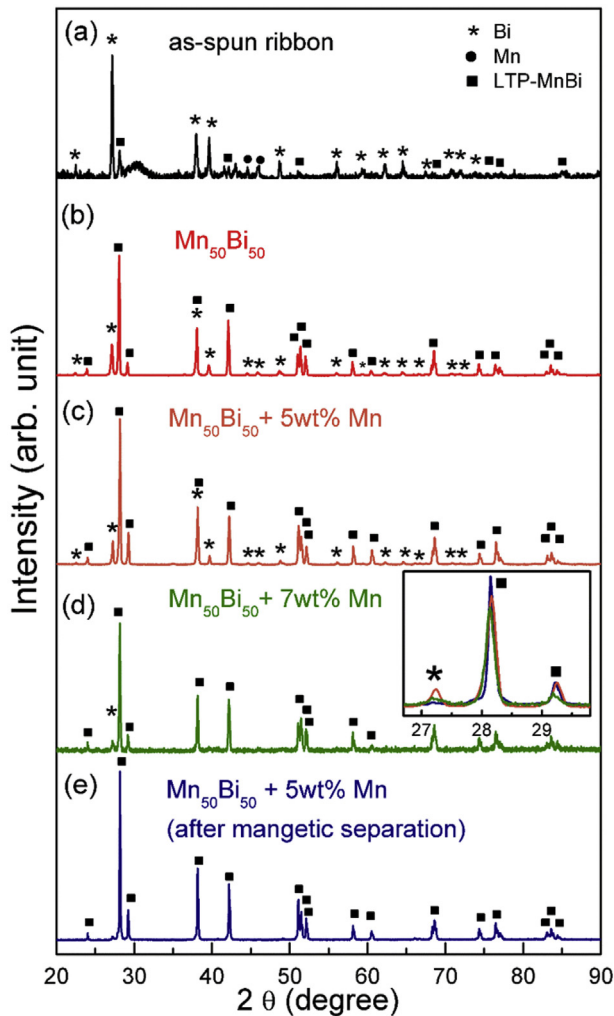 (a)
as-spun ribbon
* Bi
● Mn
■ LTP-MnBi
(b)
Mn₅₀Bi₅₀
(c)
Mn₅₀Bi₅₀+ 5wt% Mn
(d)
Mn₅₀Bi₅₀+ 7wt% Mn
27 28 29
(e)
Mn₅₀Bi₅₀ + 5wt% Mn
(after mangetic separation)
Intensity (arb. unit)
20 30 40 50 60 70 80 90
2 θ (degree)